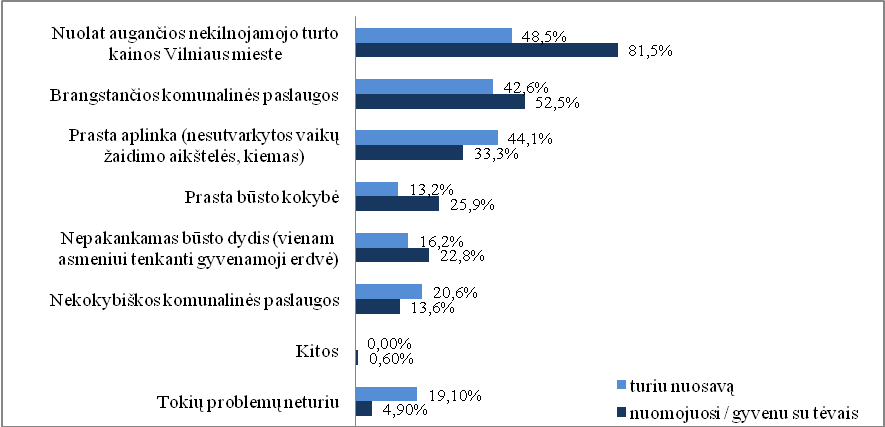 Nuolat augančios nekilnojamojo turto
kainos Vilniaus mieste
48,5%
81,5%
Brangstančios komunalinės paslaugos
42,6%
52,5%
Prasta aplinka (nesutvarkytos vaikų
žaidimo aikštelės, kiemas)
44,1%
33,3%
Prasta būsto kokybė
13,2%
25,9%
Nepakankamas būsto dydis (vienam
asmeniui tenkanti gyvenamoji erdvė)
16,2%
22,8%
Nekokybiškos komunalinės paslaugos
20,6%
13,6%
Kitos
0,00%
0,60%
Tokių problemų neturiu
19,10%
4,90%
turiu nuosavą
nuomojuosi / gyvenu su tėvais